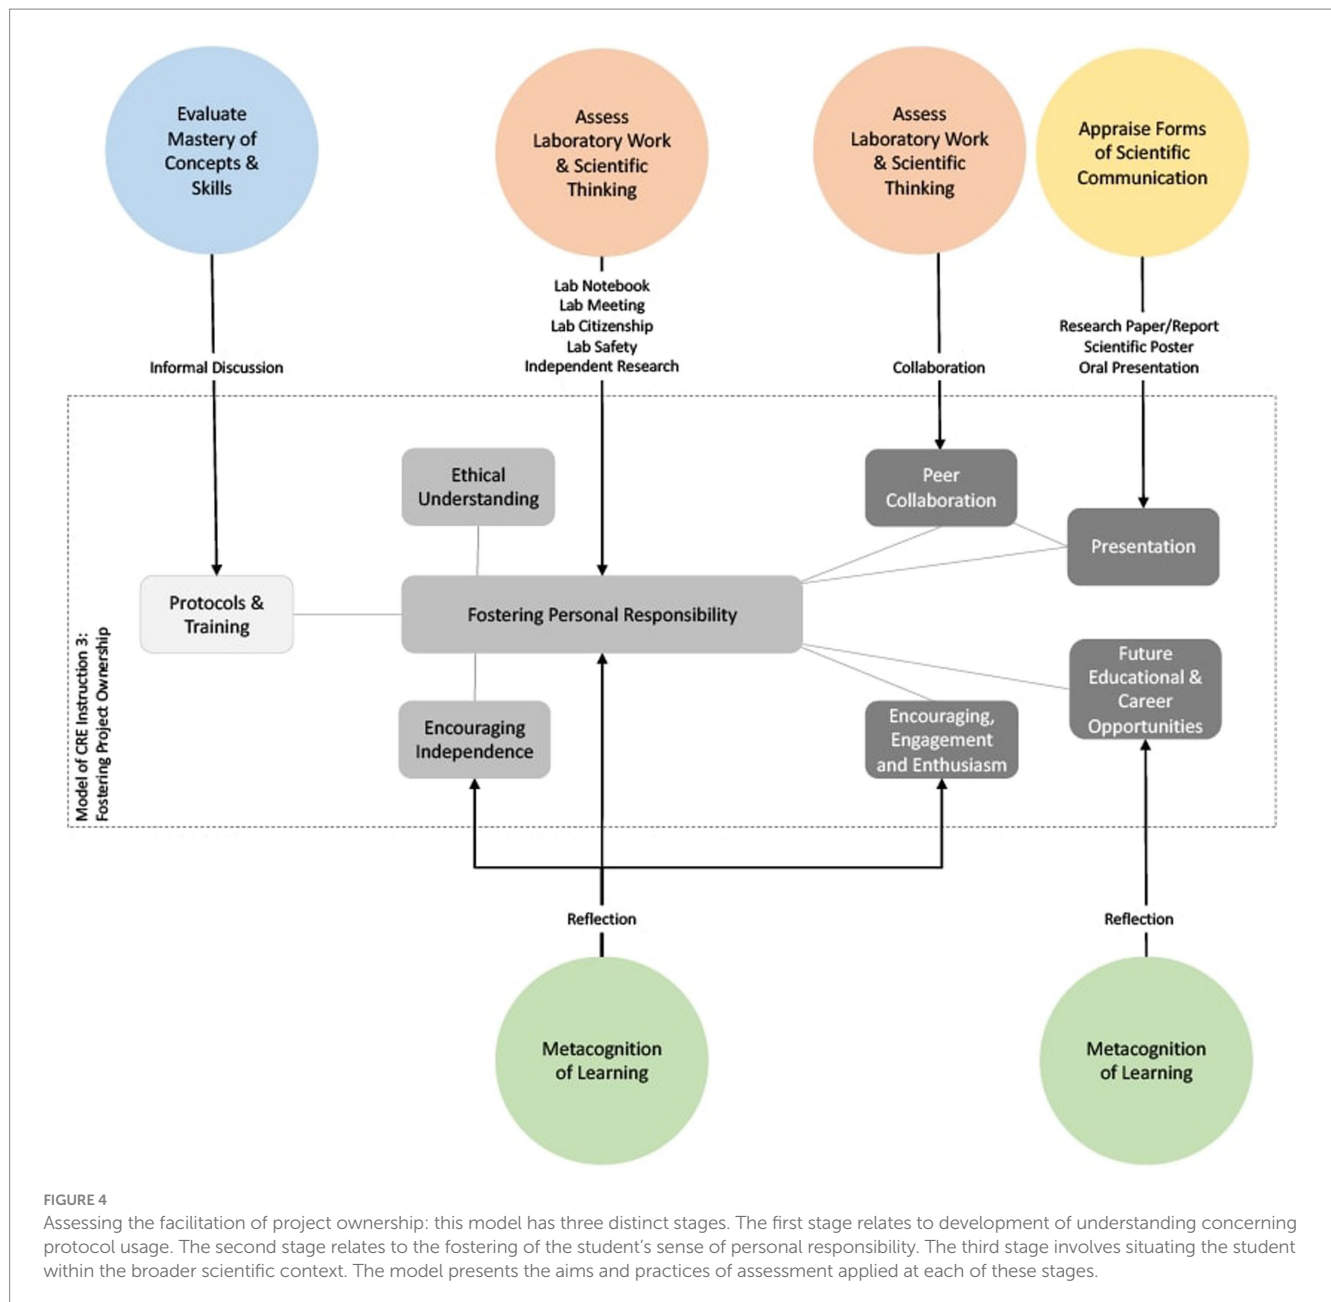 Evaluate
Mastery of
Concepts &
Skills
Assess
Laboratory Work
& Scientific
Thinking
Assess
Laboratory Work
& Scientific
Thinking
Appraise Forms
of Scientific
Communication
Informal Discussion
Lab Notebook
Lab Meeting
Lab Citizenship
Lab Safety
Independent Research
Collaboration
Research Paper/Report
Scientific Poster
Oral Presentation
Model of CRE Instruction 3:
Fostering Project Ownership
Protocols &
Training
Ethical
Understanding
Fostering Personal Responsibility
Encouraging
Independence
Peer
Collaboration
Presentation
Encouraging,
Engagement
and Enthusiasm
Future
Educational &
Career
Opportunities
Reflection
Reflection
Metacognition
of Learning
Metacognition
of Learning
FIGURE 4
Assessing the facilitation of project ownership: this model has three distinct stages. The first stage relates to development of understanding concerning
protocol usage. The second stage relates to the fostering of the student's sense of personal responsibility. The third stage involves situating the student
within the broader scientific context. The model presents the aims and practices of assessment applied at each of these stages.